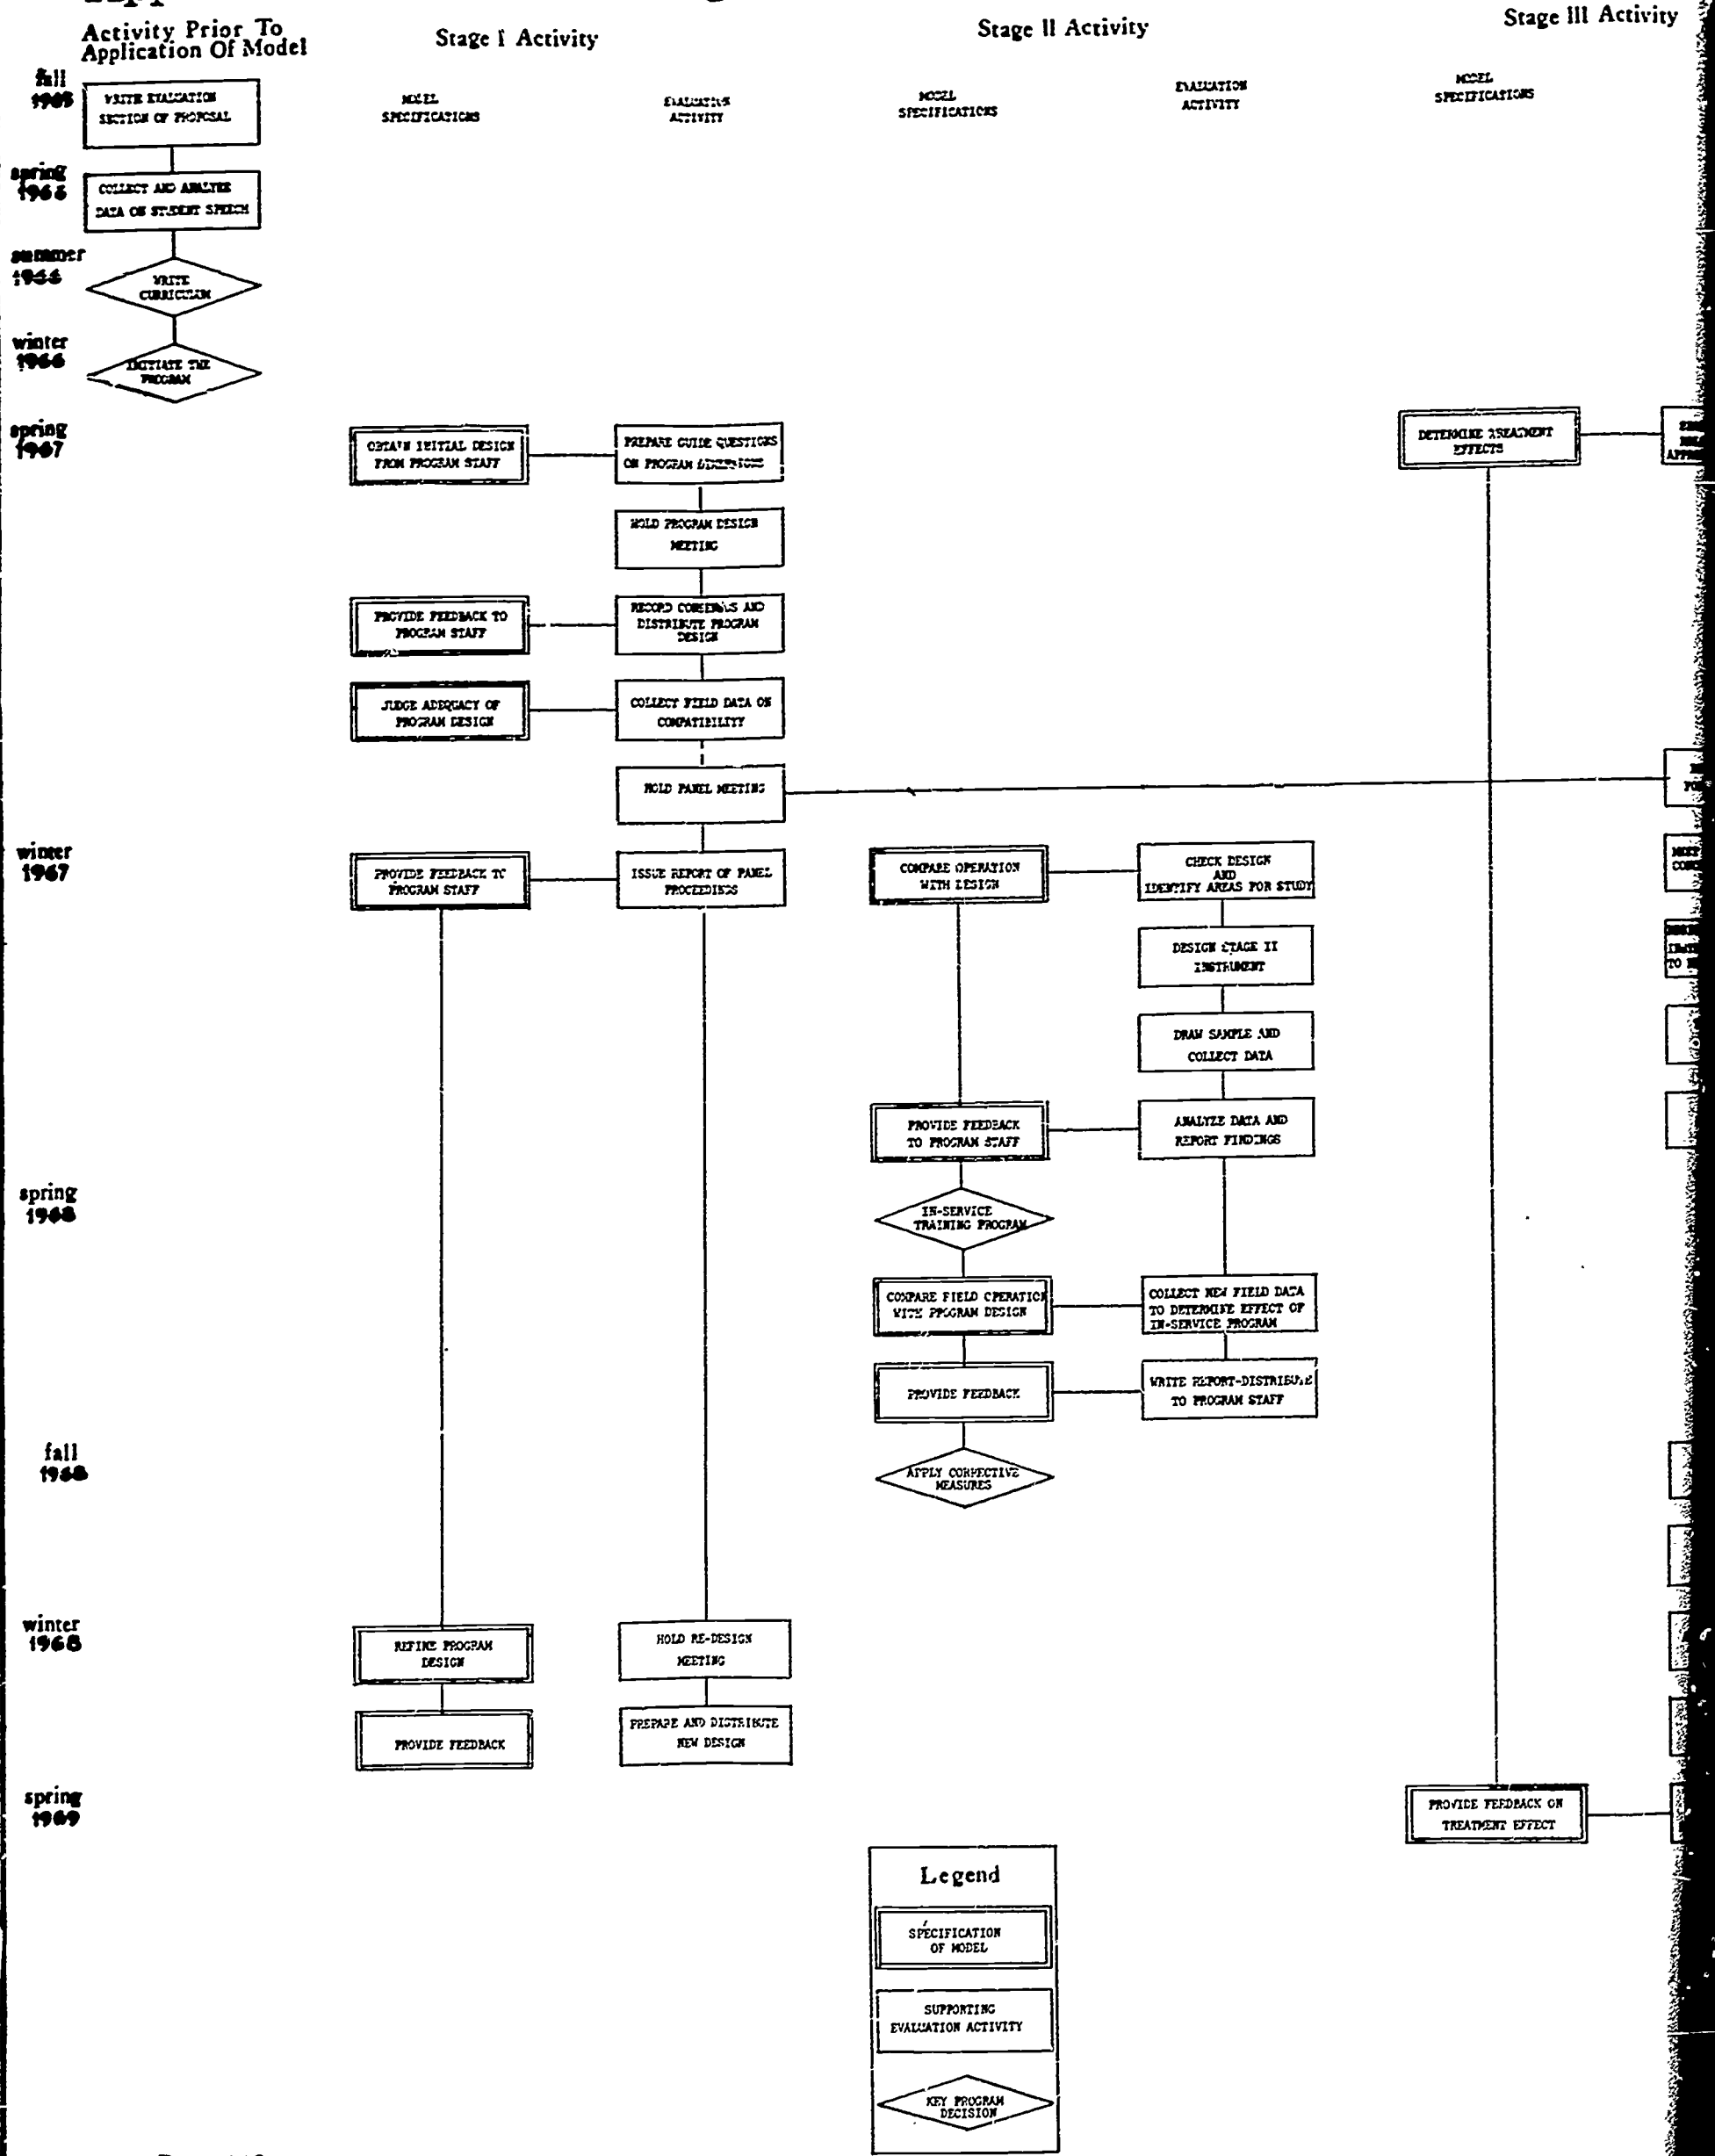 Activity Prior To
Application Of Model
Stage I Activity
Stage II Activity
Stage III Activity
MODEL
SPECIFICATIONS
EVALUATION
ACTIVITY
MODEL
SPECIFICATIONS
EVALUATION
ACTIVITY
MODEL
SPECIFICATIONS
fall
1965
WRITE EVALUATION
SECTION OF PROPOSAL
spring
1966
COLLECT AND ANALYZE
DATA ON STUDENT SPEECH
summer
1966
WRITE
CURRICULUM
winter
1966
INITIATE THE
PROGRAM
spring
1967
OBTAIN INITIAL DESIGN
FROM PROGRAM STAFF
PREPARE GUIDE QUESTIONS
ON PROGRAM DIMENSIONS
DETERMINE TREATMENT
EFFECTS
HOLD PROGRAM DESIGN
MEETING
PROVIDE FEEDBACK TO
PROGRAM STAFF
RECORD CONSENSUS AND
DISTRIBUTE PROGRAM
DESIGN
JUDGE ADEQUACY OF
PROGRAM DESIGN
COLLECT FIELD DATA ON
COMPATIBILITY
HOLD PANEL MEETING
winter
1967
PROVIDE FEEDBACK TO
PROGRAM STAFF
ISSUE REPORT OF PANEL
PROCEEDINGS
COMPARE OPERATION
WITH DESIGN
CHECK DESIGN
AND
IDENTIFY AREAS FOR STUDY
DESIGN STAGE II
INSTRUMENT
DRAW SAMPLE AND
COLLECT DATA
PROVIDE FEEDBACK
TO PROGRAM STAFF
ANALYZE DATA AND
REPORT FINDINGS
spring
1968
IN-SERVICE
TRAINING PROGRAM
COMPARE FIELD OPERATION
WITH PROGRAM DESIGN
COLLECT NEW FIELD DATA
TO DETERMINE EFFECT OF
IN-SERVICE PROGRAM
PROVIDE FEEDBACK
WRITE REPORT-DISTRIBUTE
TO PROGRAM STAFF
fall
1968
APPLY CORRECTIVE
MEASURES
winter
1968
REFINE PROGRAM
DESIGN
HOLD RE-DESIGN
MEETING
PROVIDE FEEDBACK
PREPARE AND DISTRIBUTE
NEW DESIGN
spring
1969
PROVIDE FEEDBACK ON
TREATMENT EFFECT
Legend
SPECIFICATION
OF MODEL
SUPPORTING
EVALUATION ACTIVITY
KEY PROGRAM
DECISION